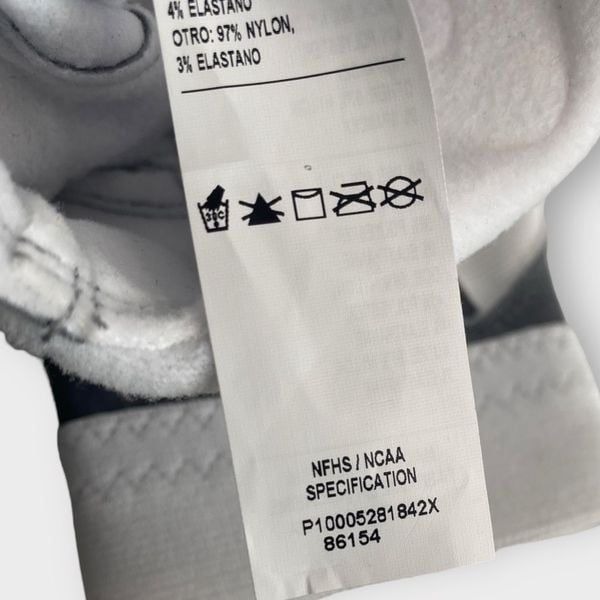 4% ELASTANO
OTRO: 97% NYLON,
3% ELASTANO
NFHS / NCAA
SPECIFICATION
P10005281842X
86154